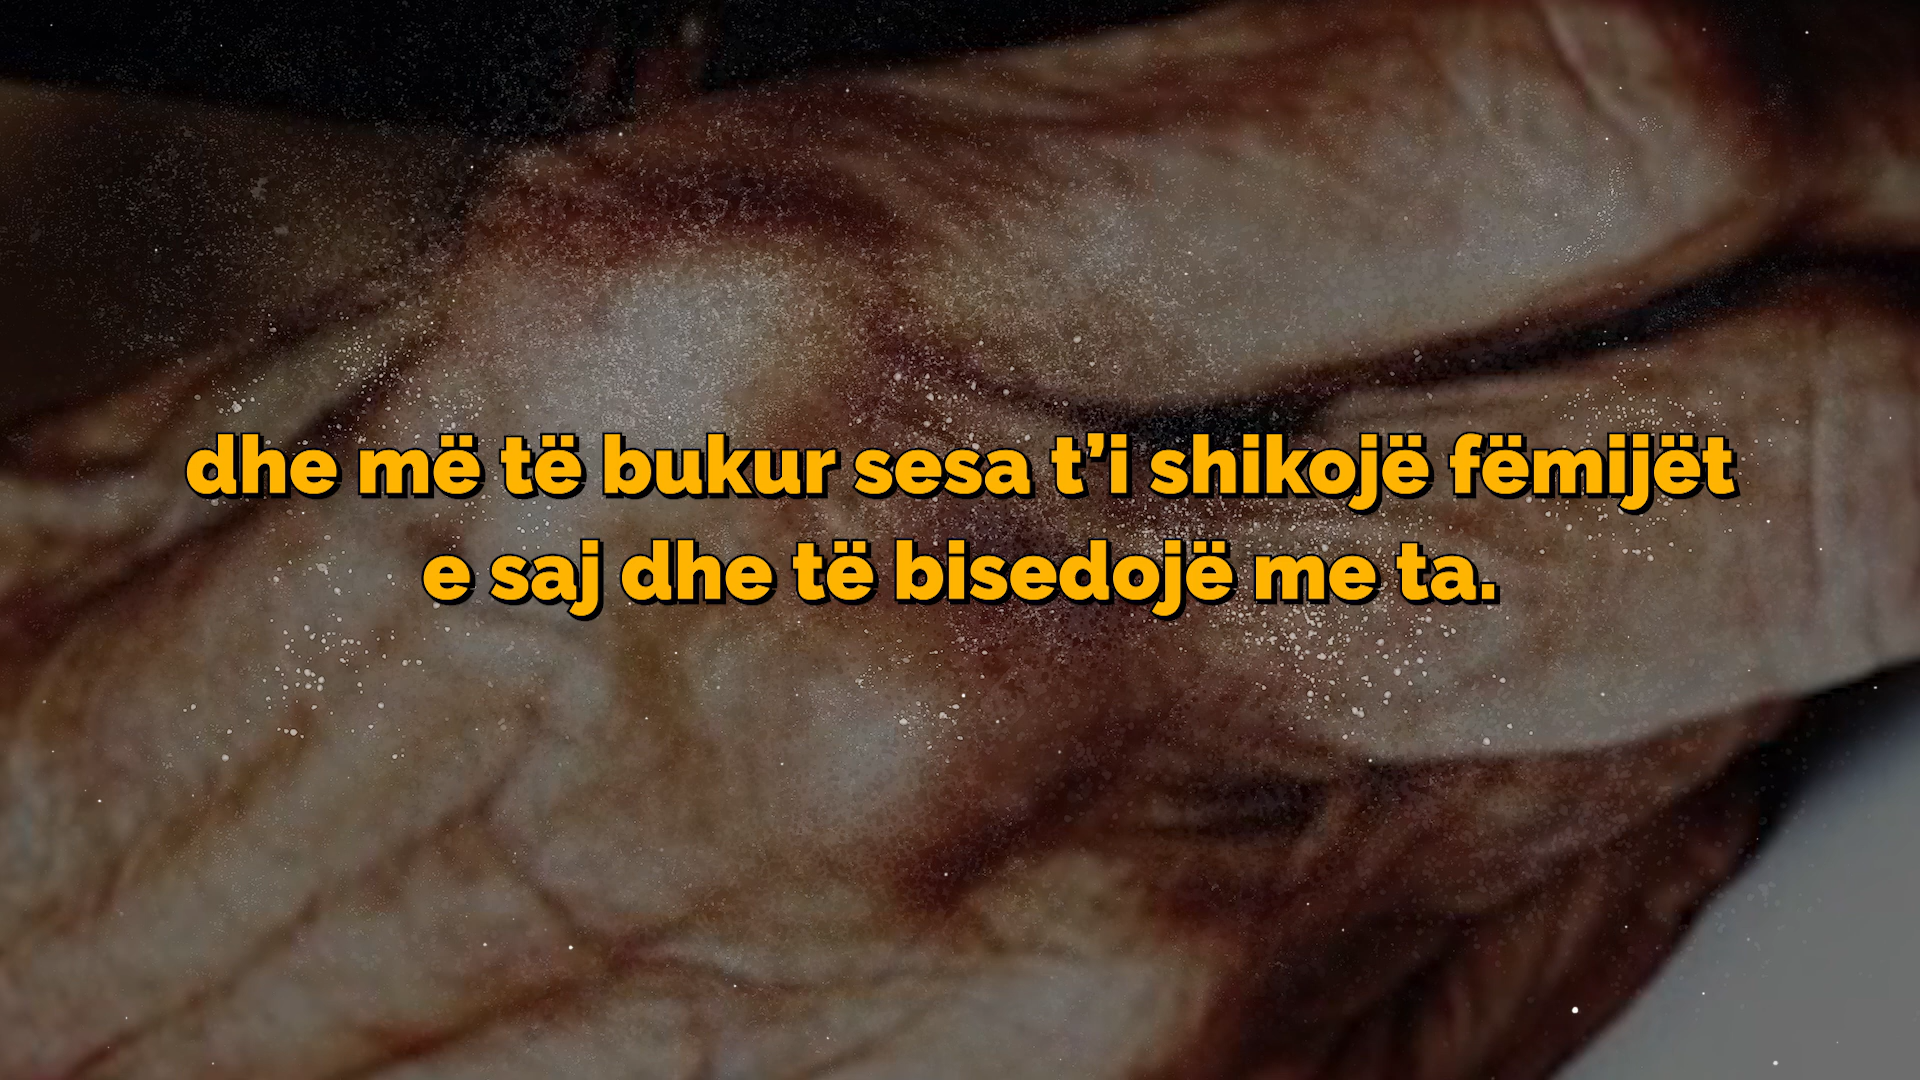 dhe më të bukur sesa t’i shikojë fëmijët
e saj dhe të bisedojë me ta.